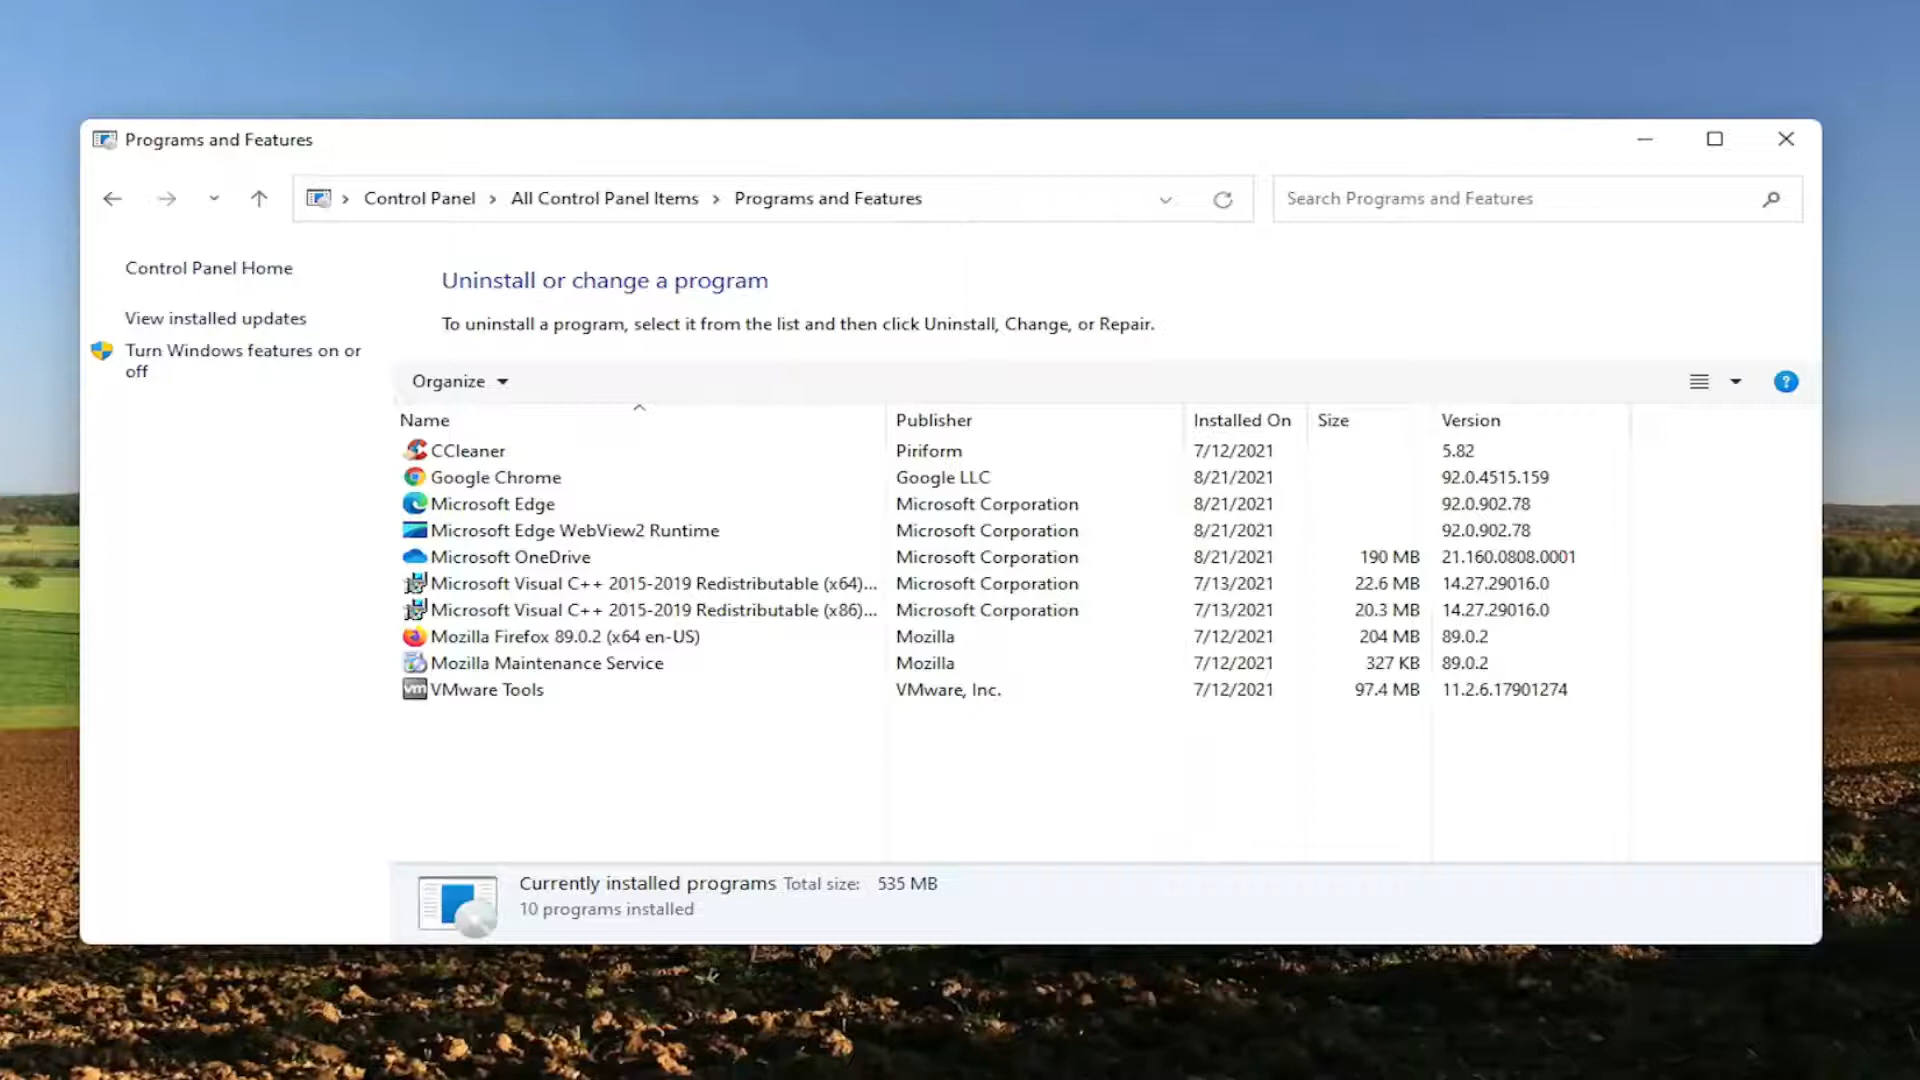 Programs and Features
Control Panel > All Control Panel Items > Programs and Features
Search Programs and Features
Control Panel Home
View installed updates
Turn Windows features on or
off
Uninstall or change a program
To uninstall a program, select it from the list and then click Uninstall, Change, or Repair.
Organize
?
Name Publisher Installed On Size Version
CCleaner Piriform 7/12/2021 5.82
Google Chrome Google LLC 8/21/2021 92.0.4515.159
Microsoft Edge Microsoft Corporation 8/21/2021 92.0.902.78
Microsoft Edge WebView2 Runtime Microsoft Corporation 8/21/2021 92.0.902.78
Microsoft OneDrive Microsoft Corporation 8/21/2021 190 MB 21.160.0808.0001
Microsoft Visual C++ 2015-2019 Redistributable (x64)... Microsoft Corporation 7/13/2021 22.6 MB 14.27.29016.0
Microsoft Visual C++ 2015-2019 Redistributable (x86)... Microsoft Corporation 7/13/2021 20.3 MB 14.27.29016.0
Mozilla Firefox 89.0.2 (x64 en-US) Mozilla 7/12/2021 204 MB 89.0.2
Mozilla Maintenance Service Mozilla 7/12/2021 327 KB 89.0.2
vm VMware Tools VMware, Inc. 7/12/2021 97.4 MB 11.2.6.17901274
Currently installed programs Total size: 535 MB
10 programs installed